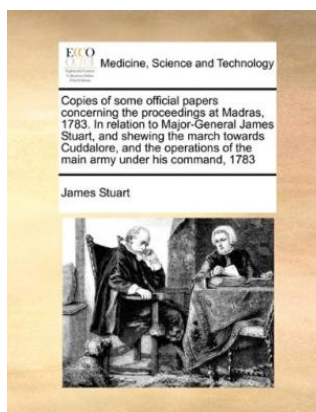 ECCO
Medicine, Science and Technology
Copies of some official papers
concerning the proceedings at Madras,
1783. In relation to Major-General James
Stuart, and shewing the march towards
Cuddalore, and the operations of the
main army under his command, 1783
James Stuart